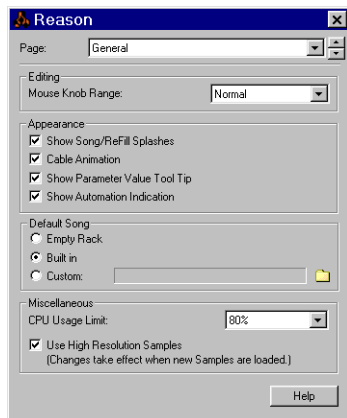 Reason
Page: General
Editing
Mouse Knob Range: Normal
Appearance
Show Song/ReFill Splashes
Cable Animation
Show Parameter Value Tool Tip
Show Automation Indication
Default Song
Empty Rack
Built in
Custom:
Miscellaneous
CPU Usage Limit: 80%
Use High Resolution Samples
(Changes take effect when new Samples are loaded.)
Help